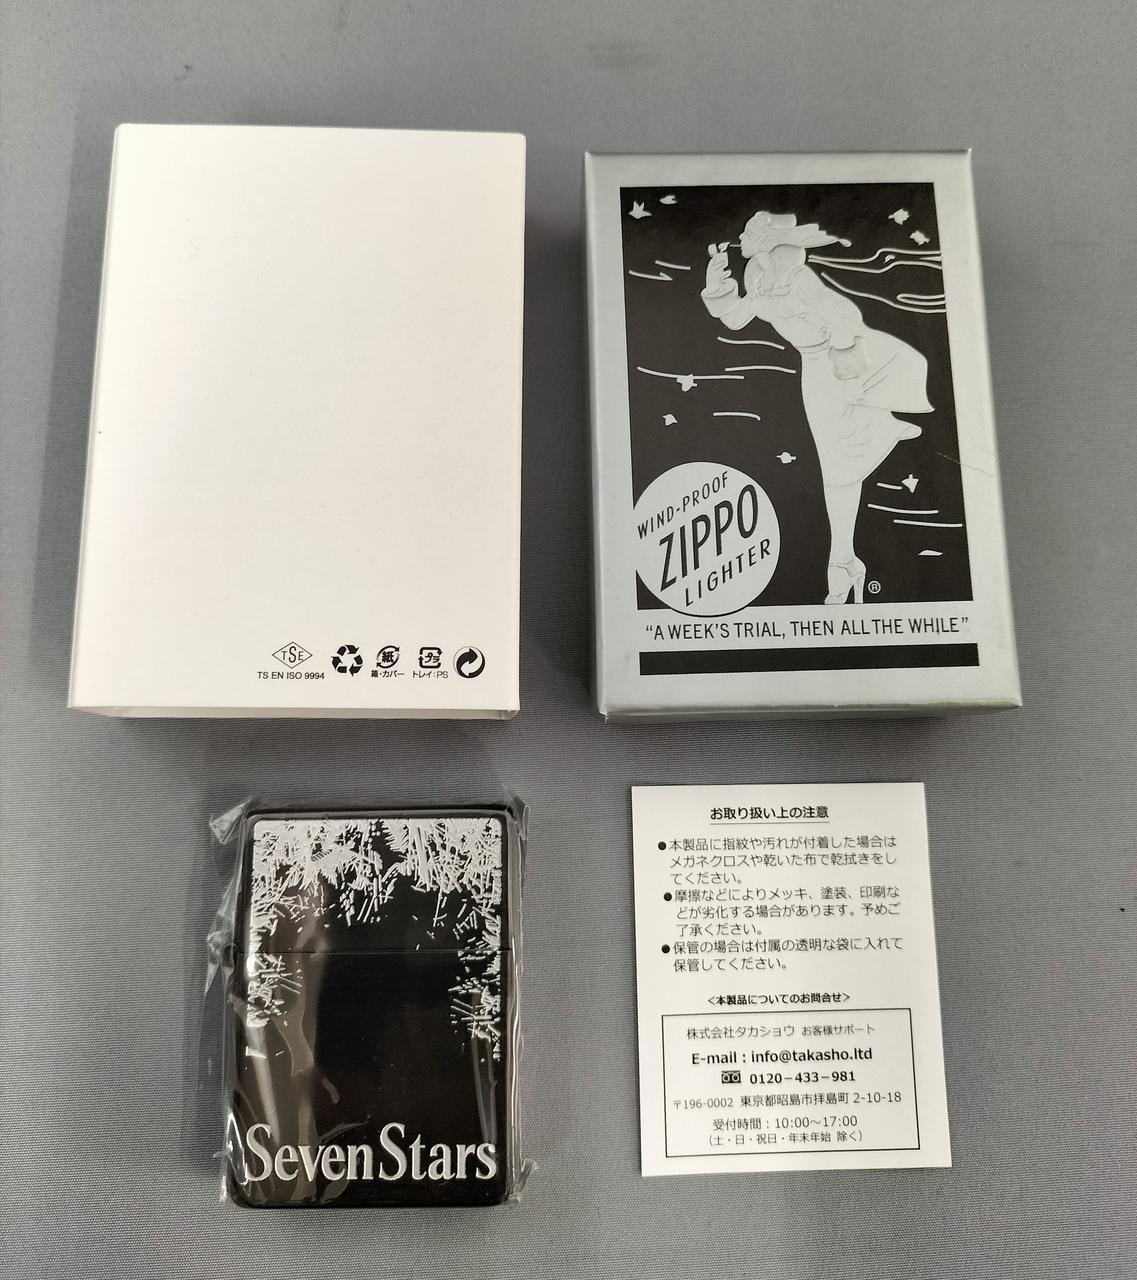 TSE
TS EN ISO 9994
紙
箱・カバー
プラ
トレイ：PS
WIND-PROOF
ZIPPO
LIGHTER
®
“A WEEK'S TRIAL, THEN ALL THE WHILE”
Seven Stars
お取り扱い上の注意
●本製品に指紋や汚れが付着した場合は
メガネクロスや乾いた布で乾拭きをし
てください。
●摩擦などによりメッキ、塗装、印刷な
どが劣化する場合があります。予めご
了承ください。
●保管の場合は付属の透明な袋に入れて
保管してください。
＜本製品についてのお問合せ＞
株式会社タカショウ お客様サポート
E-mail : info@takasho.ltd
0120－433－981
〒196-0002 東京都昭島市拝島町 2-10-18
受付時間：10:00～17:00
（土・日・祝日・年末年始 除く）